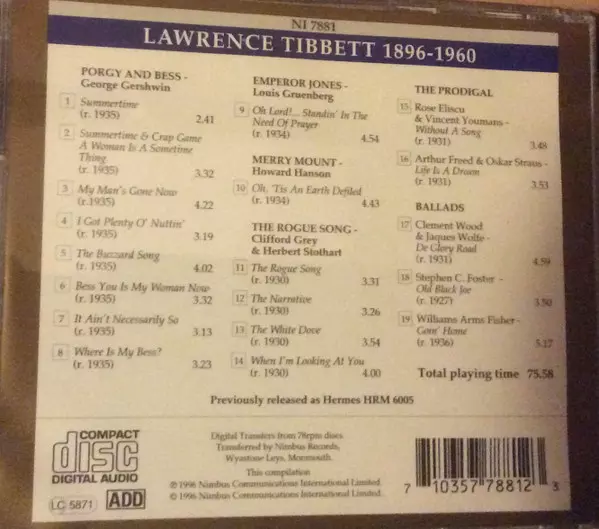 NI 7881
LAWRENCE TIBBETT 1896-1960
PORGY AND BESS -
George Gershwin
1 Summertime
(r. 1935) 2.41
2 Summertime & Crap Game
A Woman Is A Sometime
Thing
(r. 1935) 3.32
3 My Man's Gone Now
(r.1935) 4.22
4 I Got Plenty O' Nuttin'
(r. 1935) 3.19
5 The Buzzard Song
(r. 1935) 4.02
6 Bess You Is My Woman Now
(r. 1935) 3.32
7 It Ain't Necessarily So
(r. 1935) 3.13
8 Where Is My Bess?
(r. 1935) 3.23
EMPEROR JONES -
Louis Gruenberg
9 Oh Lord!... Standin' In The
Need Of Prayer
(r. 1934) 4.54
MERRY MOUNT -
Howard Hanson
10 Oh, 'Tis An Earth Defiled
(r. 1934) 4.43
THE ROGUE SONG -
Clifford Grey
& Herbert Stothart
11 The Rogue Song
(r. 1930) 3.31
12 The Narrative
(r. 1930) 3.26
13 The White Dove
(r. 1930) 3.54
14 When I'm Looking At You
(r. 1930) 4.00
THE PRODIGAL
15 Rose Eliscu
& Vincent Youmans -
Without A Song
(r. 1931) 3.48
16 Arthur Freed & Oskar Straus -
Life Is A Dream
(r. 1931) 3.53
BALLADS
17 Clement Wood
& Jaques Wolfe -
De Glory Road
(r. 1931) 4.59
18 Stephen C. Foster -
Old Black Joe
(r. 1927) 3.50
19 Williams Arms Fisher -
Goin' Home
(r. 1936) 5.17
Total playing time 75.58
Previously released as Hermes HRM 6005
COMPACT
disc
DIGITAL AUDIO
LC 5871
ADD
Digital Transfers from 78rpm discs
Transferred by Nimbus Records,
Wyastone Leys, Monmouth.
This compilation
℗ 1996 Nimbus Communications International Limited
© 1996 Nimbus Communications International Limited
7 10357 78812 3